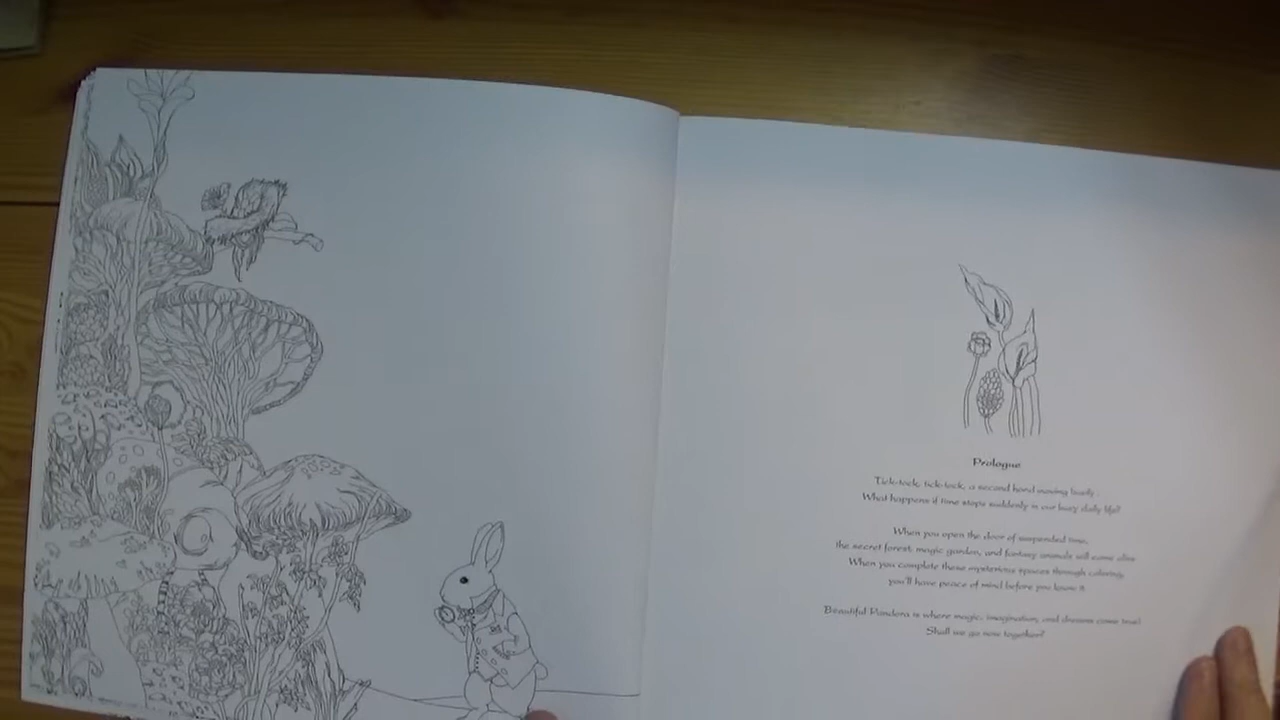 Prologue
Tick-tock, tick-tock, a second hand moving busily.
What happens if time stops suddenly in our busy daily life?
When you open the door of suspended time,
the secret forest, magic garden, and fantasy animals will come alive
When you complete these mysterious spaces through coloring,
you'll have peace of mind before you know it.
Beautiful Pandora is where magic, imagination, and dreams come true!
Shall we go now together?